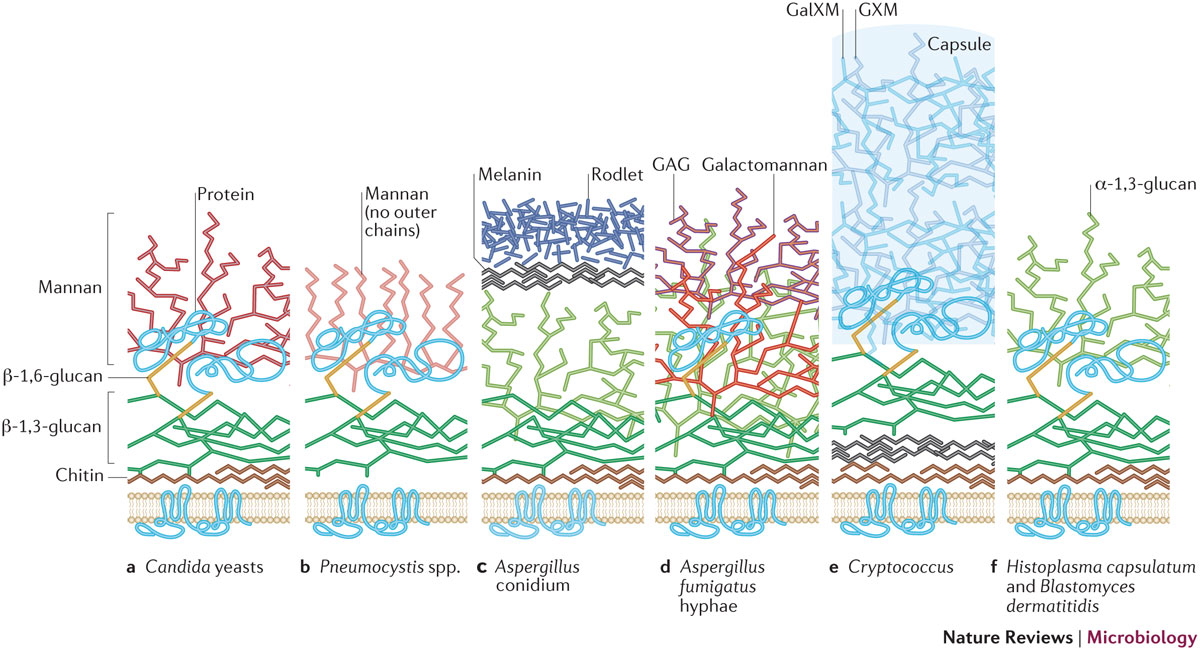 GalXM GXM
Capsule
Protein
Mannan
(no outer
chains)
Melanin
Rodlet
GAG
Galactomannan
α-1,3-glucan
Mannan
β-1,6-glucan
β-1,3-glucan
Chitin
a Candida yeasts
b Pneumocystis spp.
c Aspergillus
conidium
d Aspergillus
fumigatus
hyphae
e Cryptococcus
f Histoplasma capsulatum
and Blastomyces
dermatitidis
Nature Reviews | Microbiology